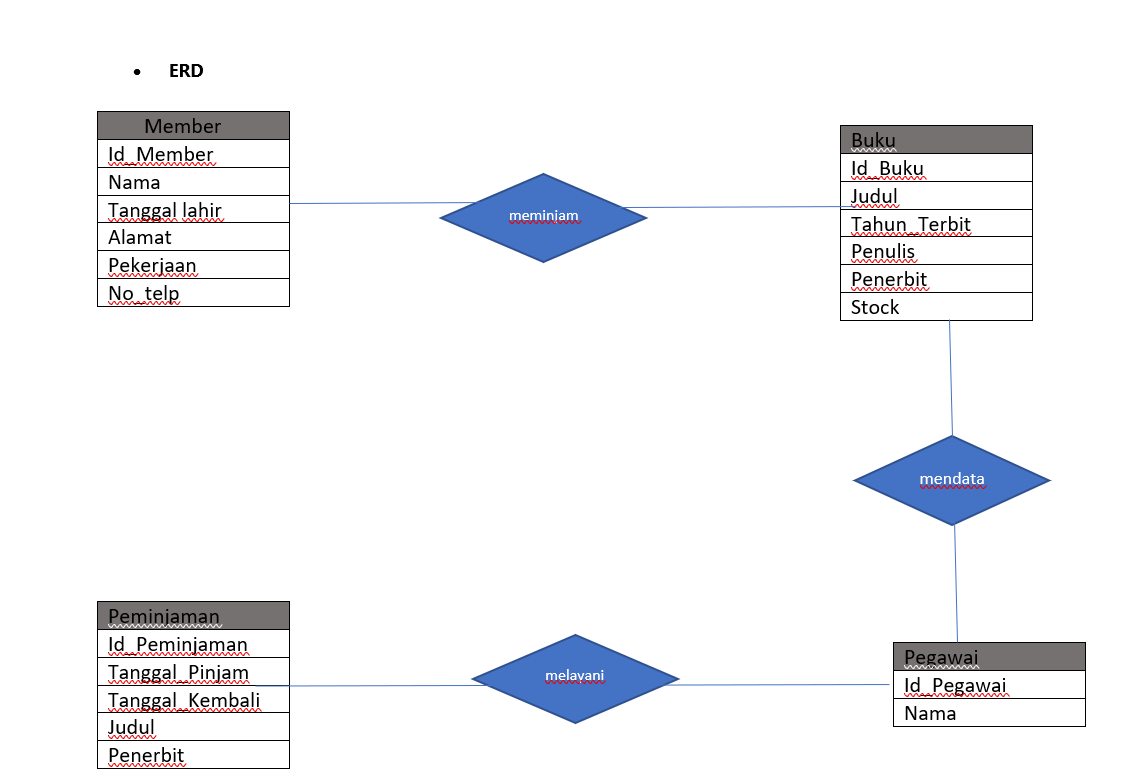 • ERD
Member
Id_Member
Nama
Tanggal lahir
Alamat
Pekerjaan
No_telp
meminjam
Buku
Id_Buku
Judul
Tahun_Terbit
Penulis
Penerbit
Stock
mendata
Peminjaman
Id_Peminjaman
Tanggal_Pinjam
Tanggal_Kembali
Judul
Penerbit
melayani
Pegawai
Id_Pegawai
Nama